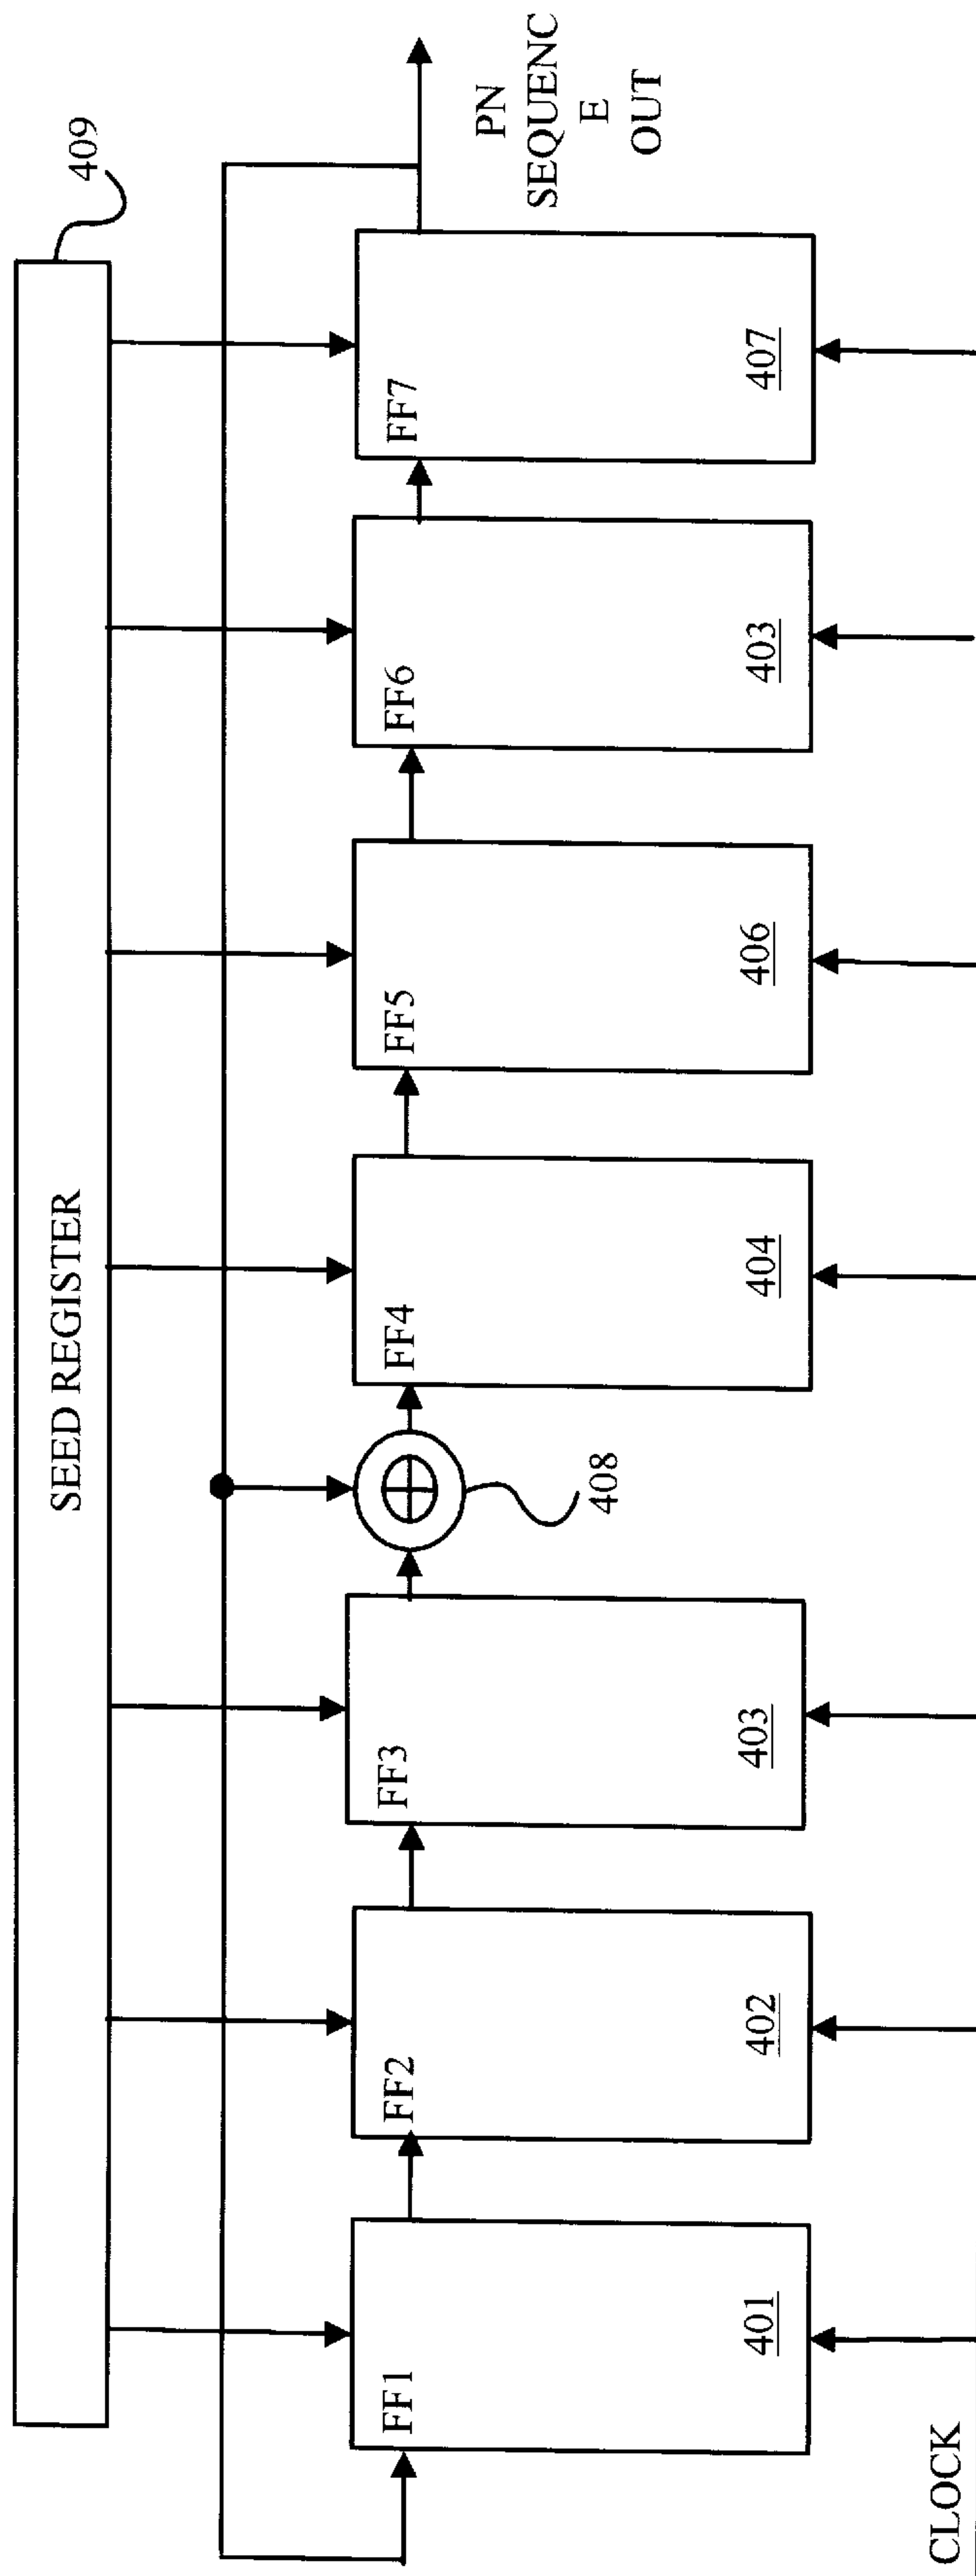 409
SEED REGISTER
PN
SEQUENC
E
OUT
FF1
FF2
FF3
FF4
FF5
FF6
FF7
408
401
402
403
404
406
403
407
CLOCK